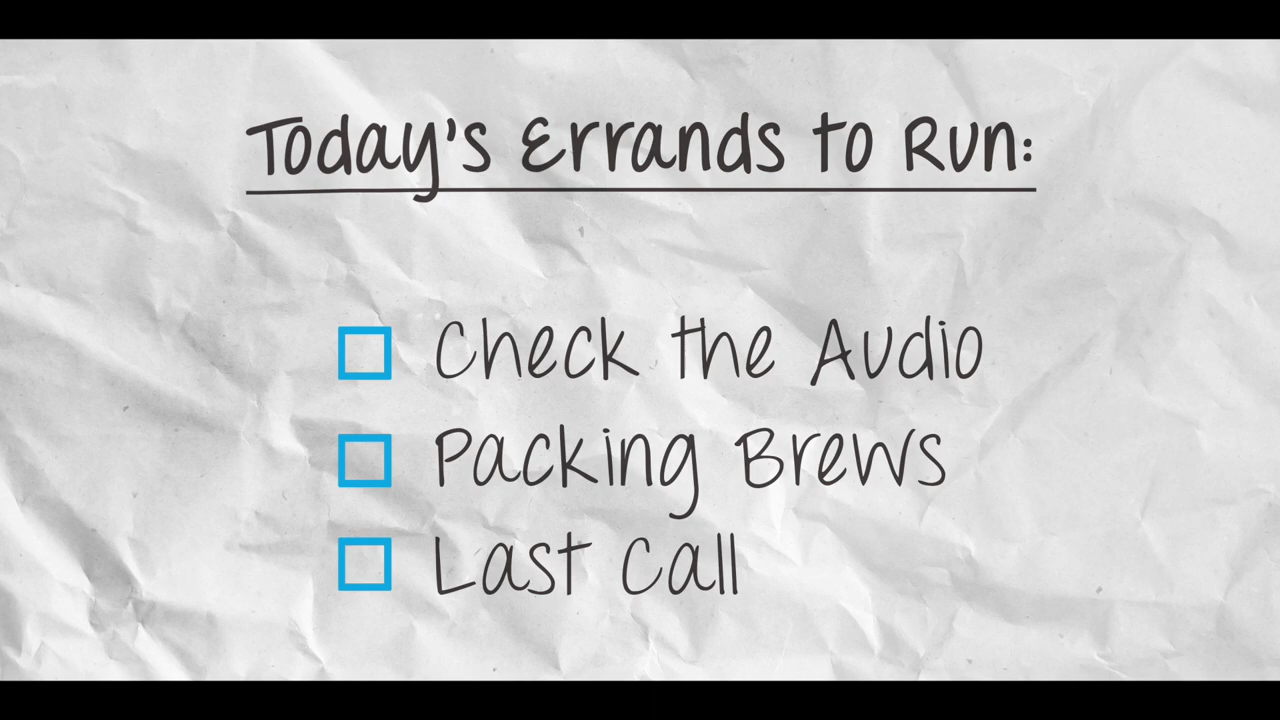 Today's Errands to Run:
Check the Audio
Packing Brews
Last Call